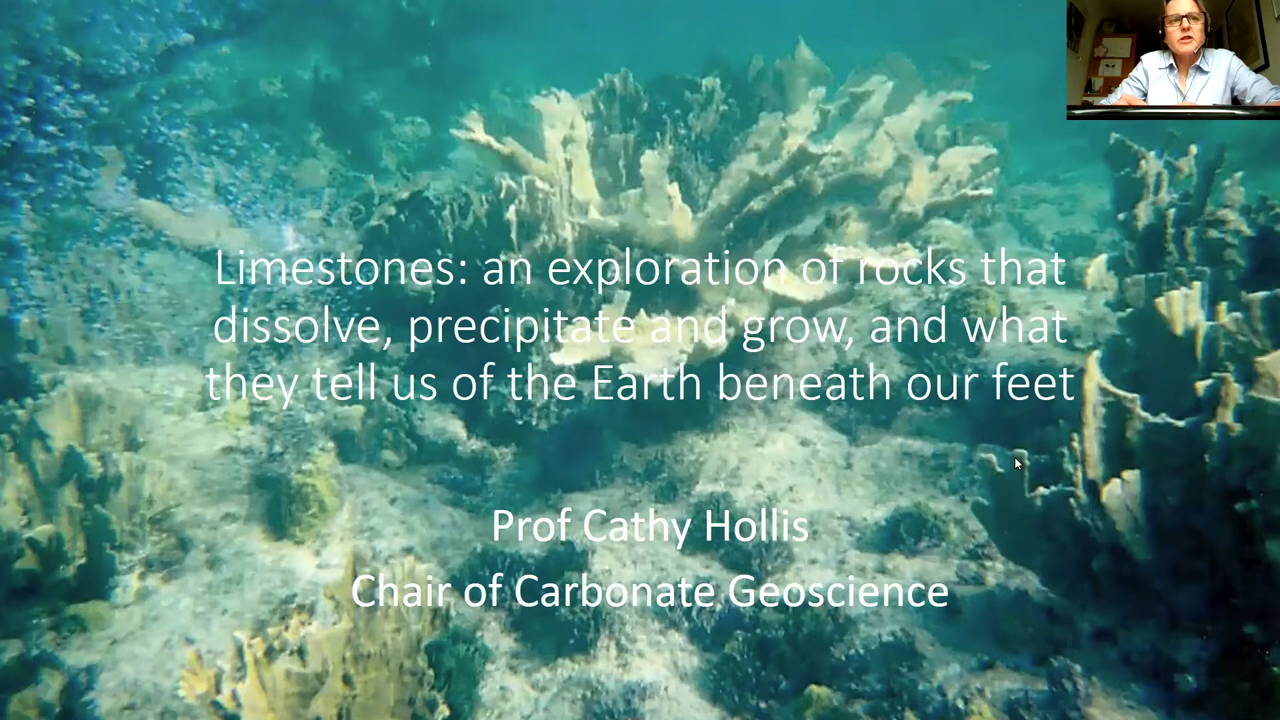 Limestones: an exploration of rocks that
dissolve, precipitate and grow, and what
they tell us of the Earth beneath our feet
Prof Cathy Hollis
Chair of Carbonate Geoscience